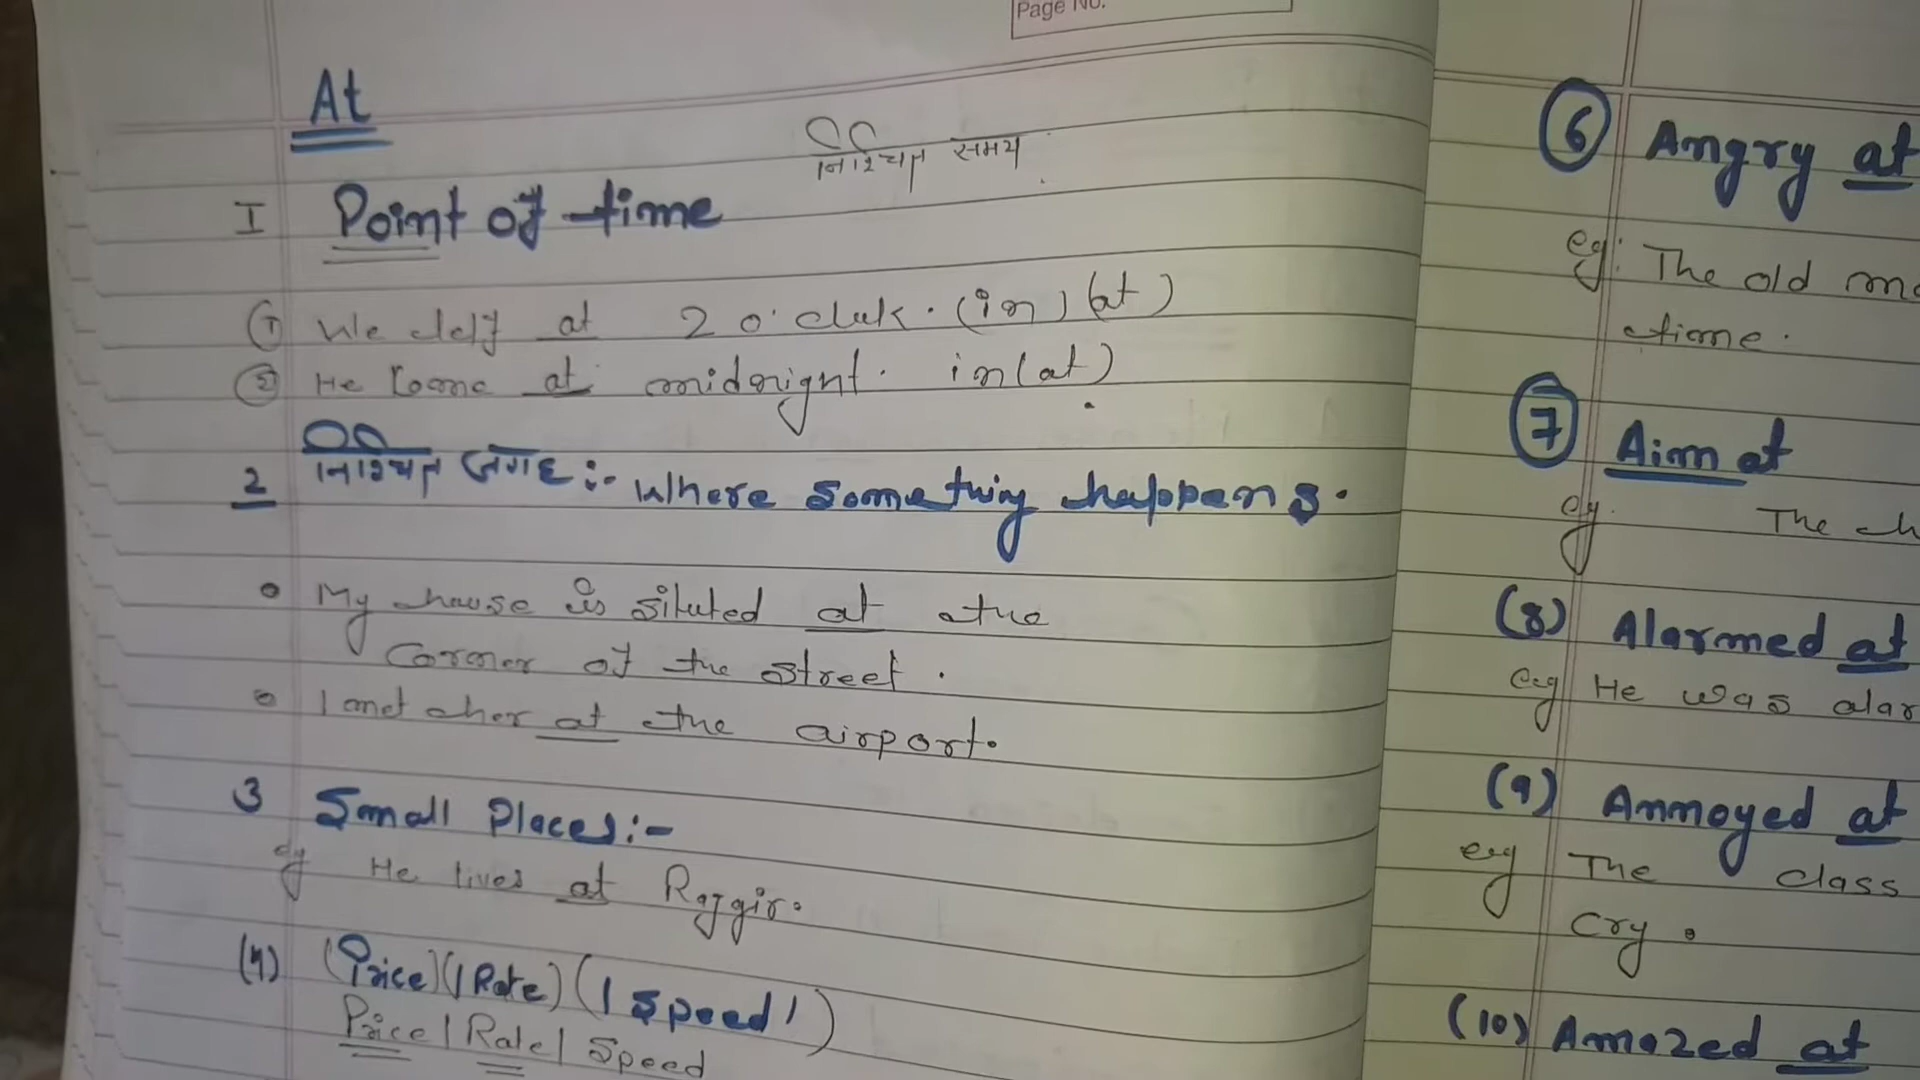 Page No.
At
निश्चित समय
I Point of time
① We left at 2 o'clok. (in) (at)
② He came at midnight. in (at)
2 निश्चित जगह :- Where something happens.
My house is situted at the
Corner of the street.
I met her at the airport.
3 Small Places :-
eg He lives at Rajgir.
(4) (Price) (/Rate) (/Speed/)
Price / Rate / Speed
⑥ Angry at
eg: The old
time.
⑦ Aim at
eg. The
(8) Alarmed at
eg He was
(9) Annoyed at
eg The class
cry.
(10) Amazed at